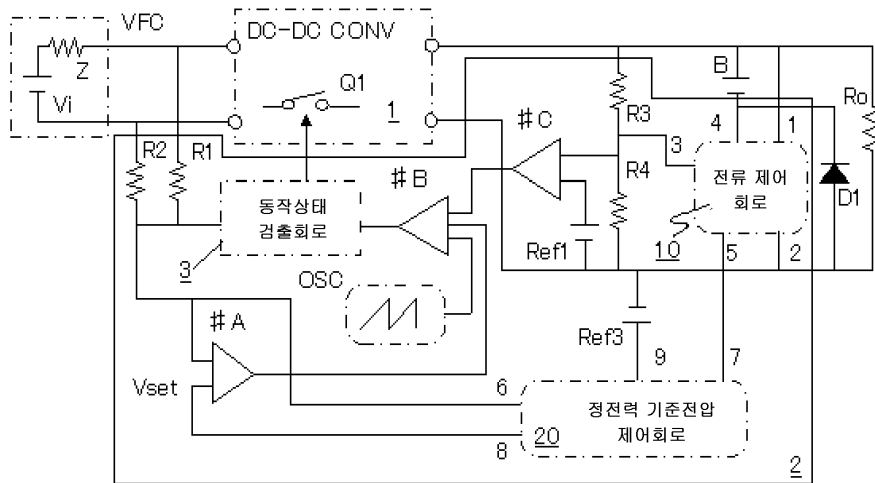 VFC
DC-DC CONV
Z
Vi
Q1
1
B
R3
Ro
#C
4
1
R2
R1
3
#B
R4
전류 제어
회로
D1
동작상태
검출회로
Ref1
10
5
2
3
OSC
#A
Ref3
9
7
Vset
6
정전력 기준전압
제어회로
20
8
2